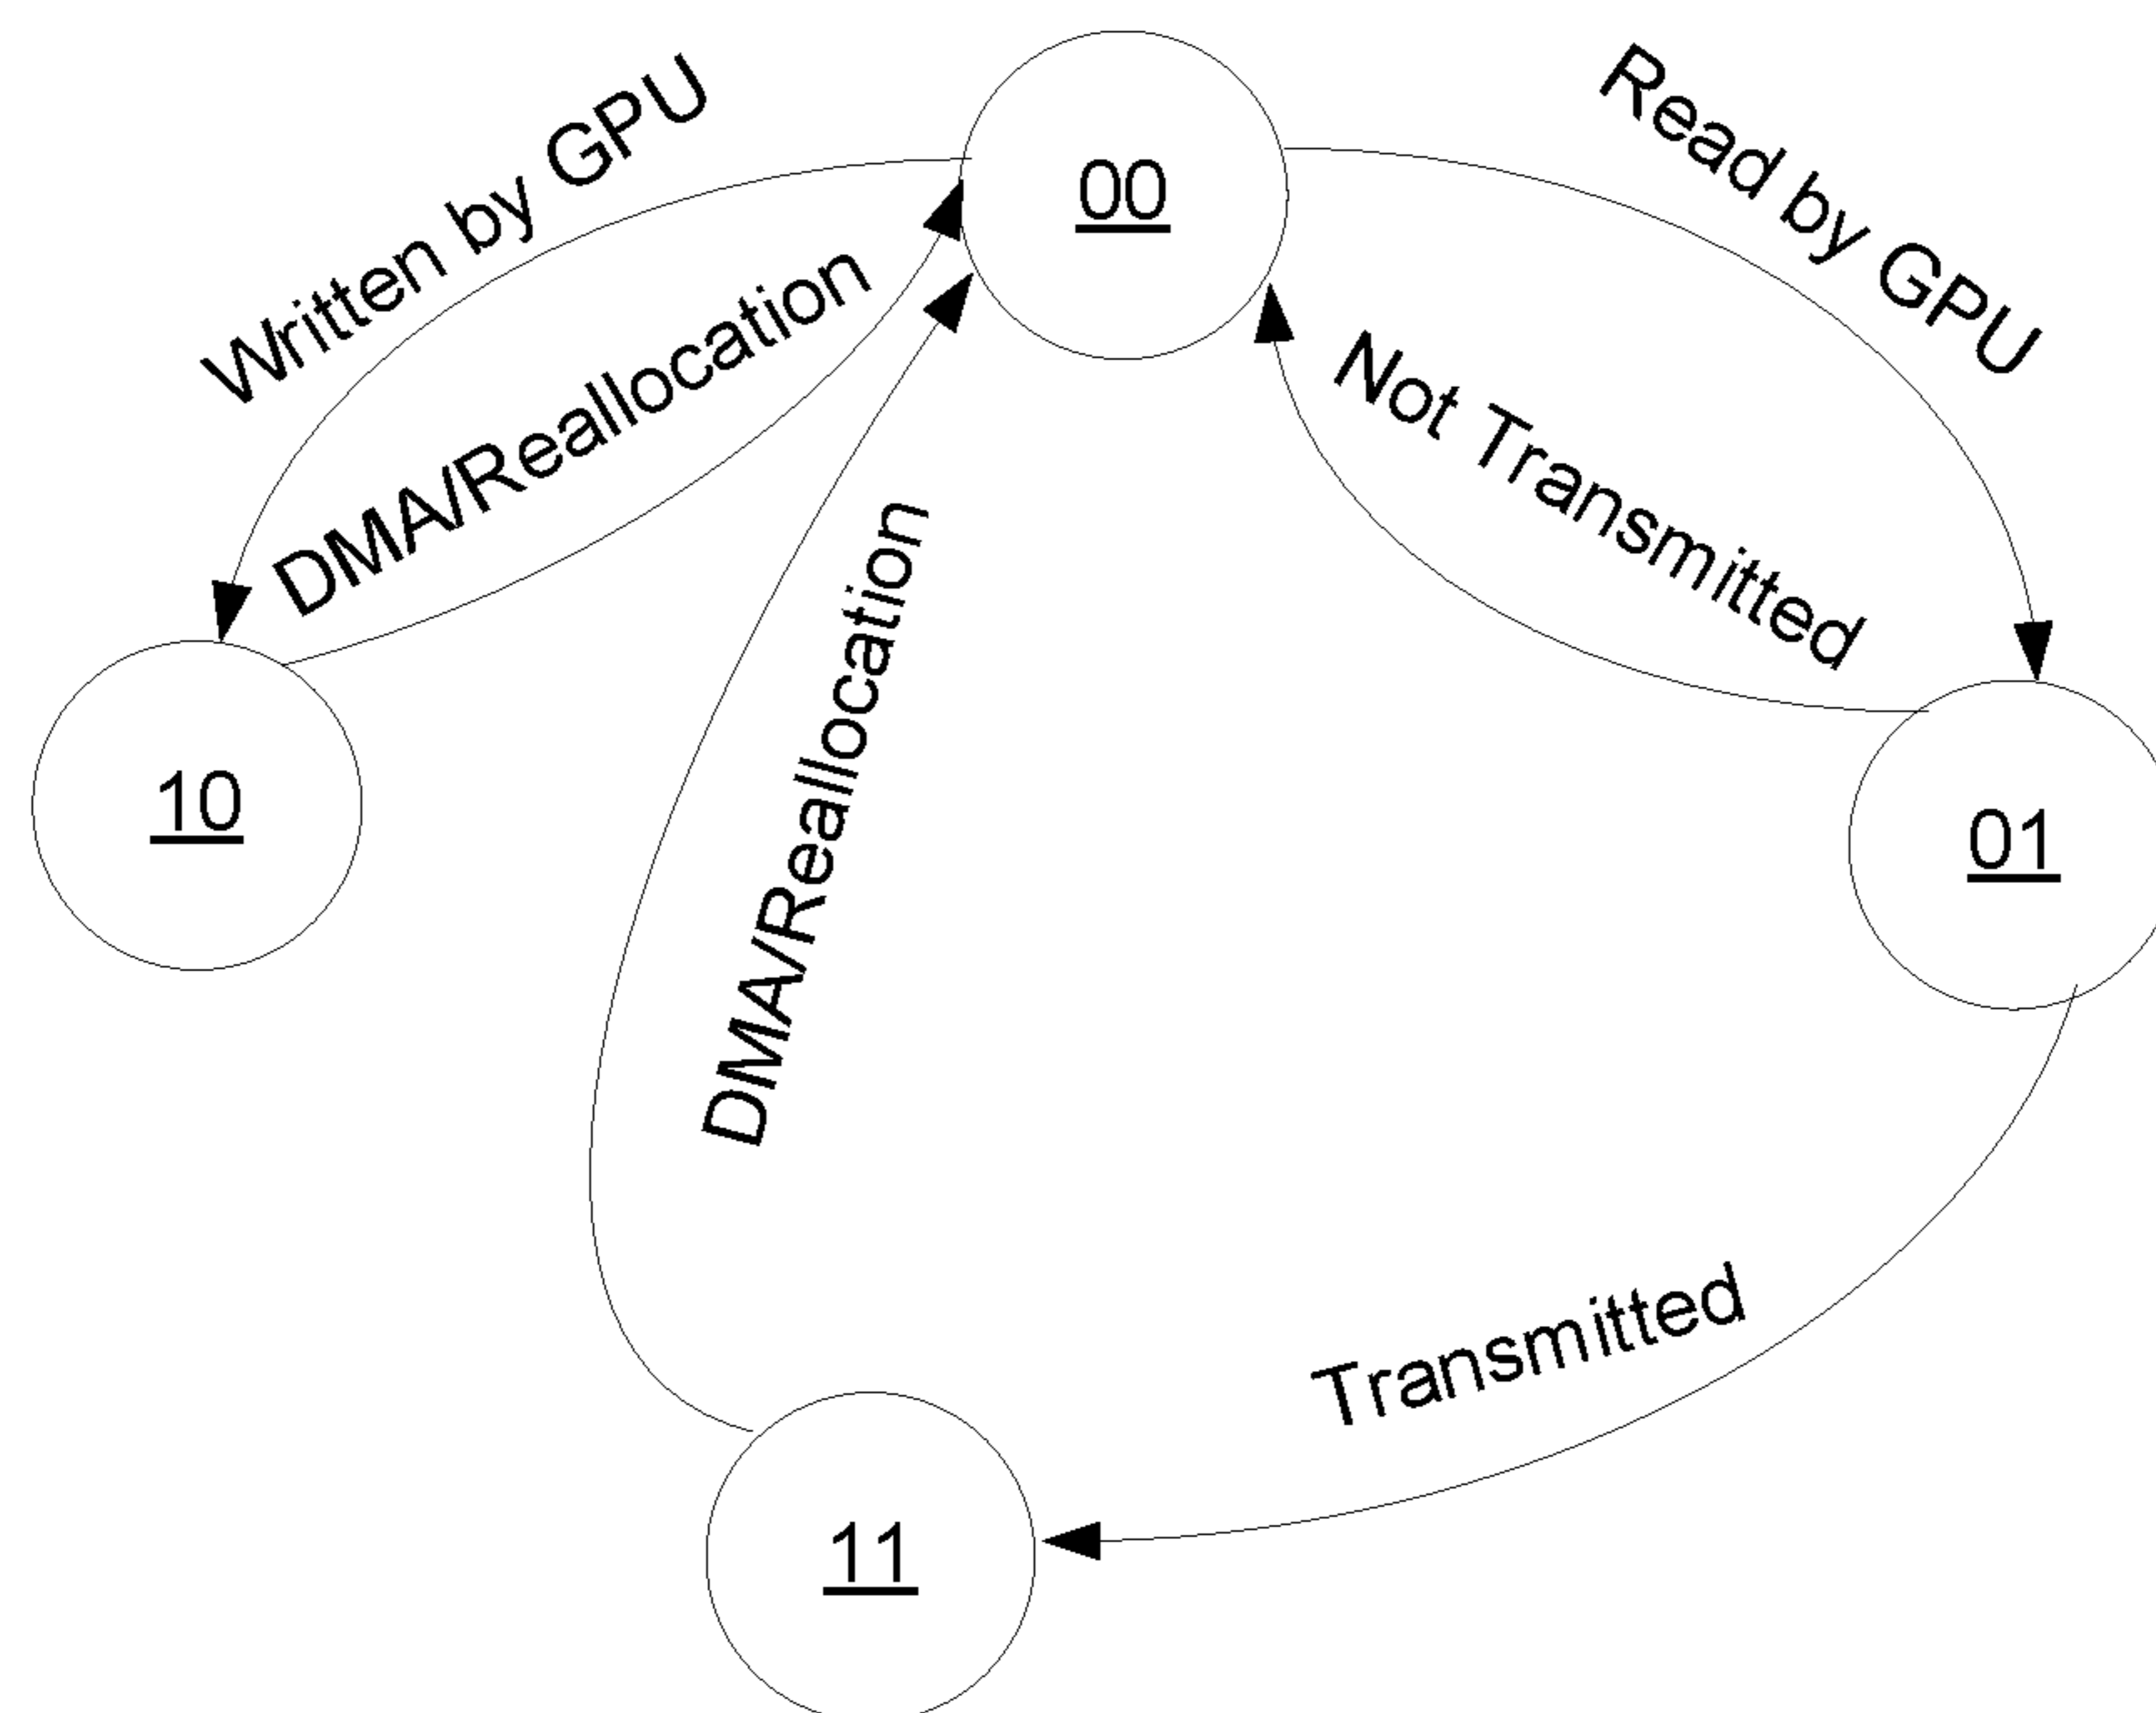 00
Written by GPU
Read by GPU
DMA/Reallocation
Not Transmitted
DMA/Reallocation
10
01
Transmitted
11